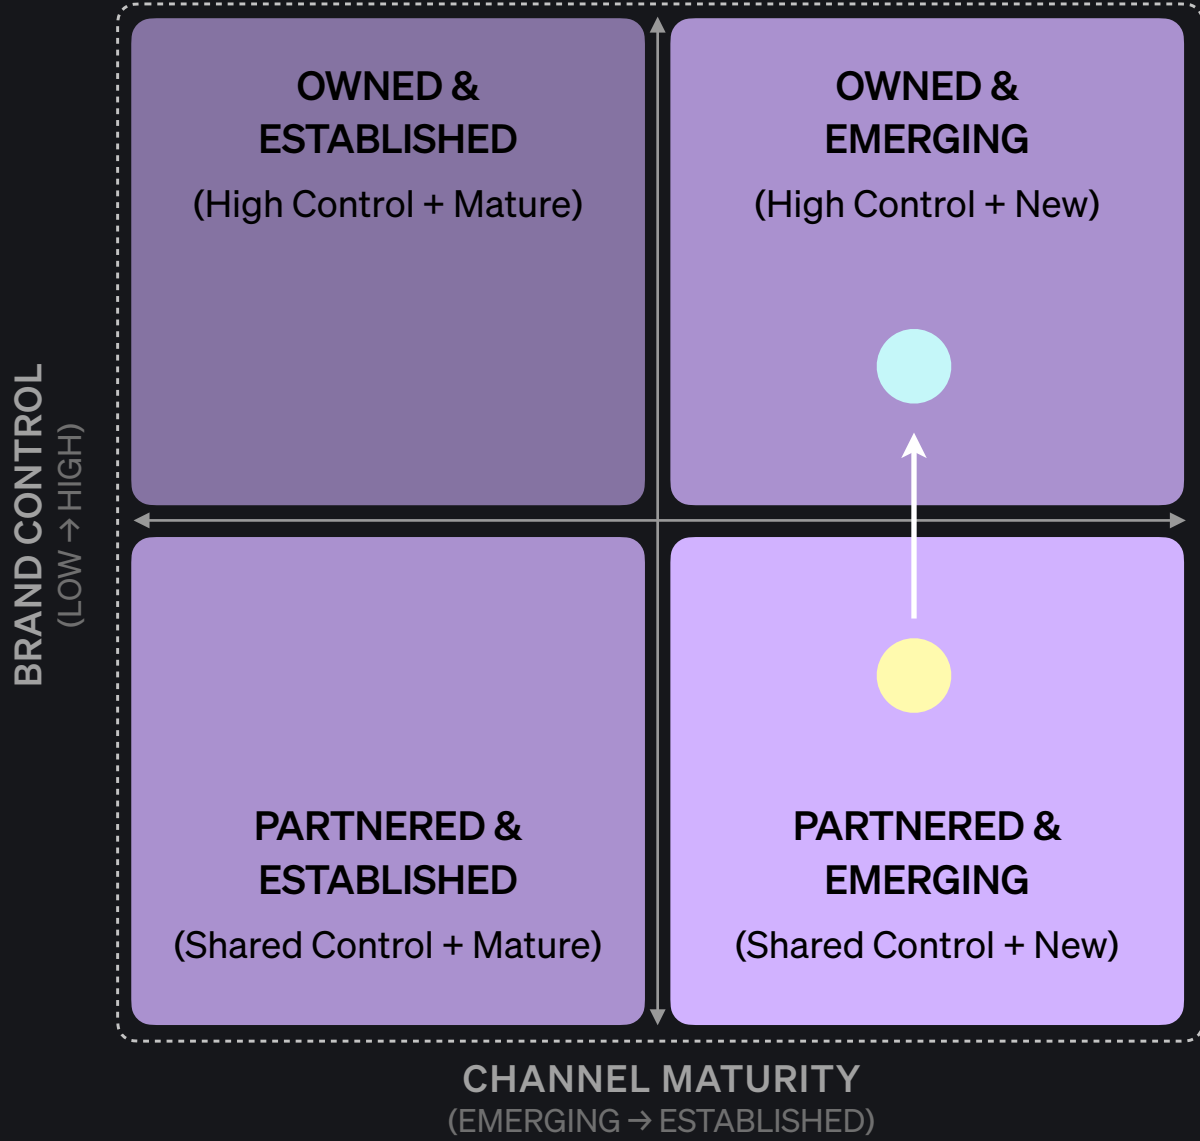 OWNED &
ESTABLISHED
(High Control + Mature)
OWNED &
EMERGING
(High Control + New)
BRAND CONTROL
(LOW → HIGH)
PARTNERED &
ESTABLISHED
(Shared Control + Mature)
PARTNERED &
EMERGING
(Shared Control + New)
CHANNEL MATURITY
(EMERGING → ESTABLISHED)